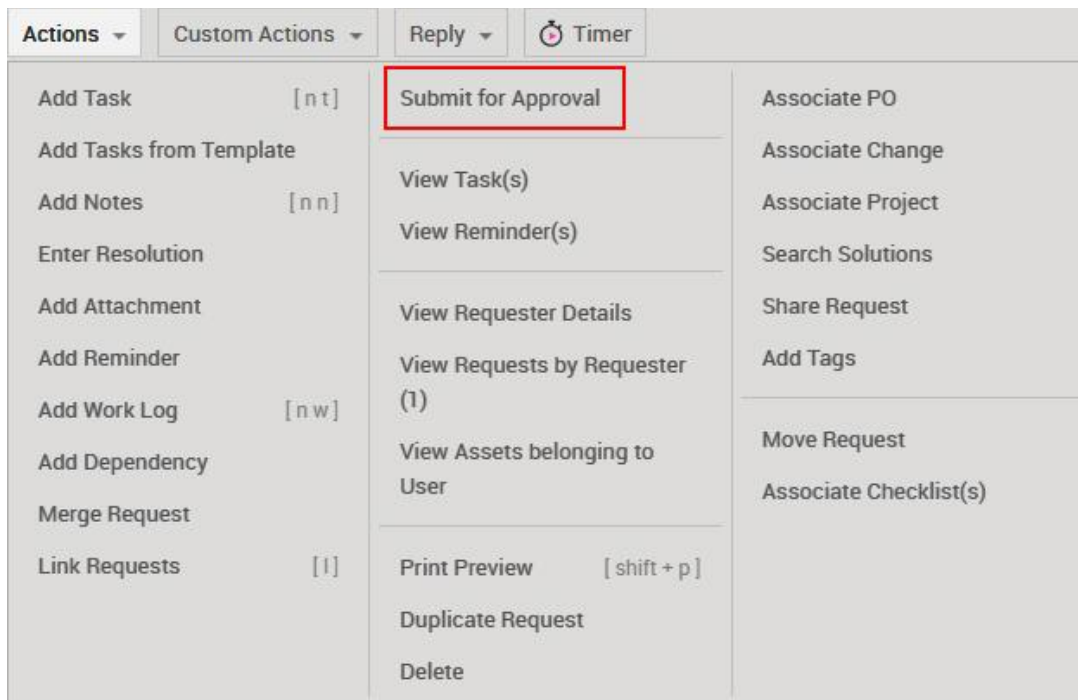 Actions
Custom Actions
Reply
Timer
Add Task [ n t ]
Add Tasks from Template
Add Notes [ n n ]
Enter Resolution
Add Attachment
Add Reminder
Add Work Log [ n w ]
Add Dependency
Merge Request
Link Requests [ l ]
Submit for Approval
View Task(s)
View Reminder(s)
View Requester Details
View Requests by Requester
(1)
View Assets belonging to
User
Print Preview [ shift + p ]
Duplicate Request
Delete
Associate PO
Associate Change
Associate Project
Search Solutions
Share Request
Add Tags
Move Request
Associate Checklist(s)